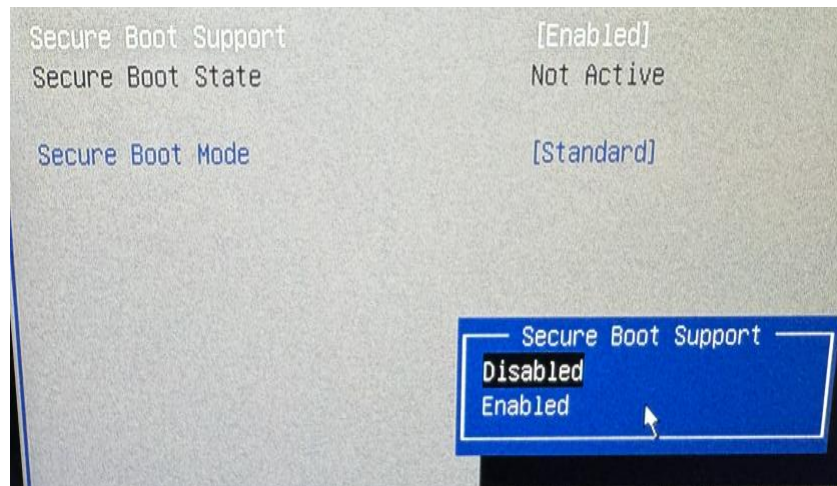 Secure Boot Support [Enabled]
Secure Boot State Not Active
Secure Boot Mode [Standard]
Secure Boot Support
Disabled
Enabled